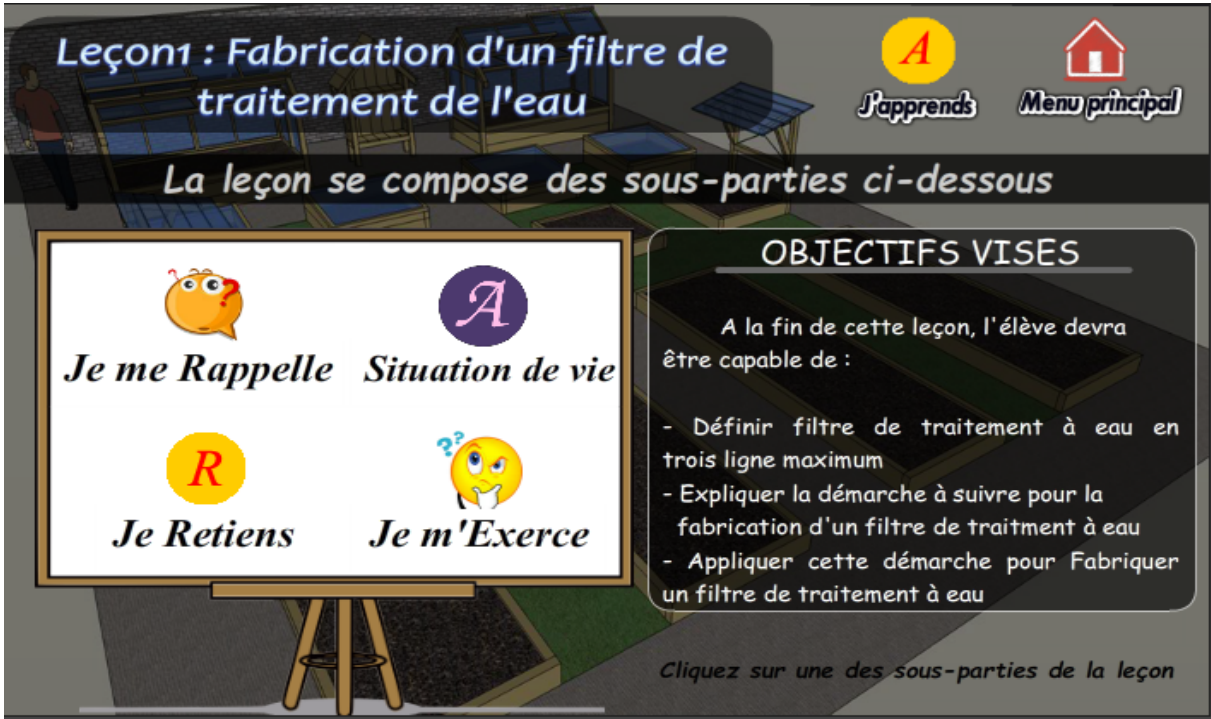 Leçon1 : Fabrication d'un filtre de
traitement de l'eau
A
J'apprends
Menu principal
La leçon se compose des sous-parties ci-dessous
A
Je me Rappelle
Situation de vie
R
Je Retiens
Je m'Exerce
OBJECTIFS VISES
A la fin de cette leçon, l'élève devra
être capable de :
- Définir filtre de traitement à eau en
trois ligne maximum
- Expliquer la démarche à suivre pour la
fabrication d'un filtre de traitment à eau
- Appliquer cette démarche pour Fabriquer
un filtre de traitement à eau
Cliquez sur une des sous-parties de la leçon